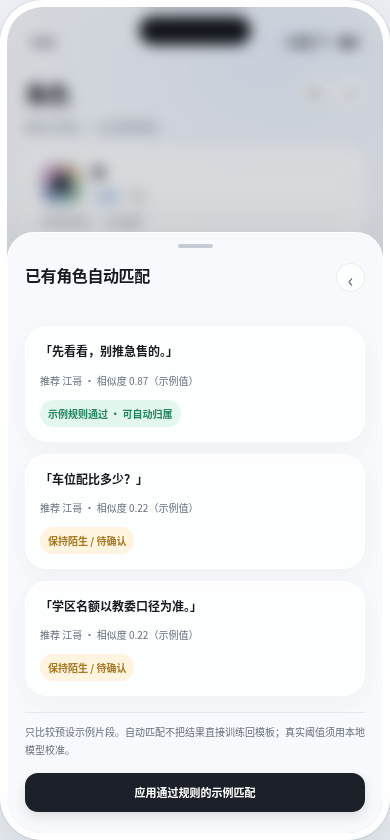 已有角色自动匹配
「先看看，别推急售的。」
推荐 江哥 · 相似度 0.87（示例值）
示例规则通过 · 可自动归属
「车位配比多少？」
推荐 江哥 · 相似度 0.22（示例值）
保持陌生 / 待确认
「学区名额以教委口径为准。」
推荐 江哥 · 相似度 0.22（示例值）
保持陌生 / 待确认
只比较预设示例片段。自动匹配不把结果直接训练回模板；真实阈值须用本地
模型校准。
应用通过规则的示例匹配